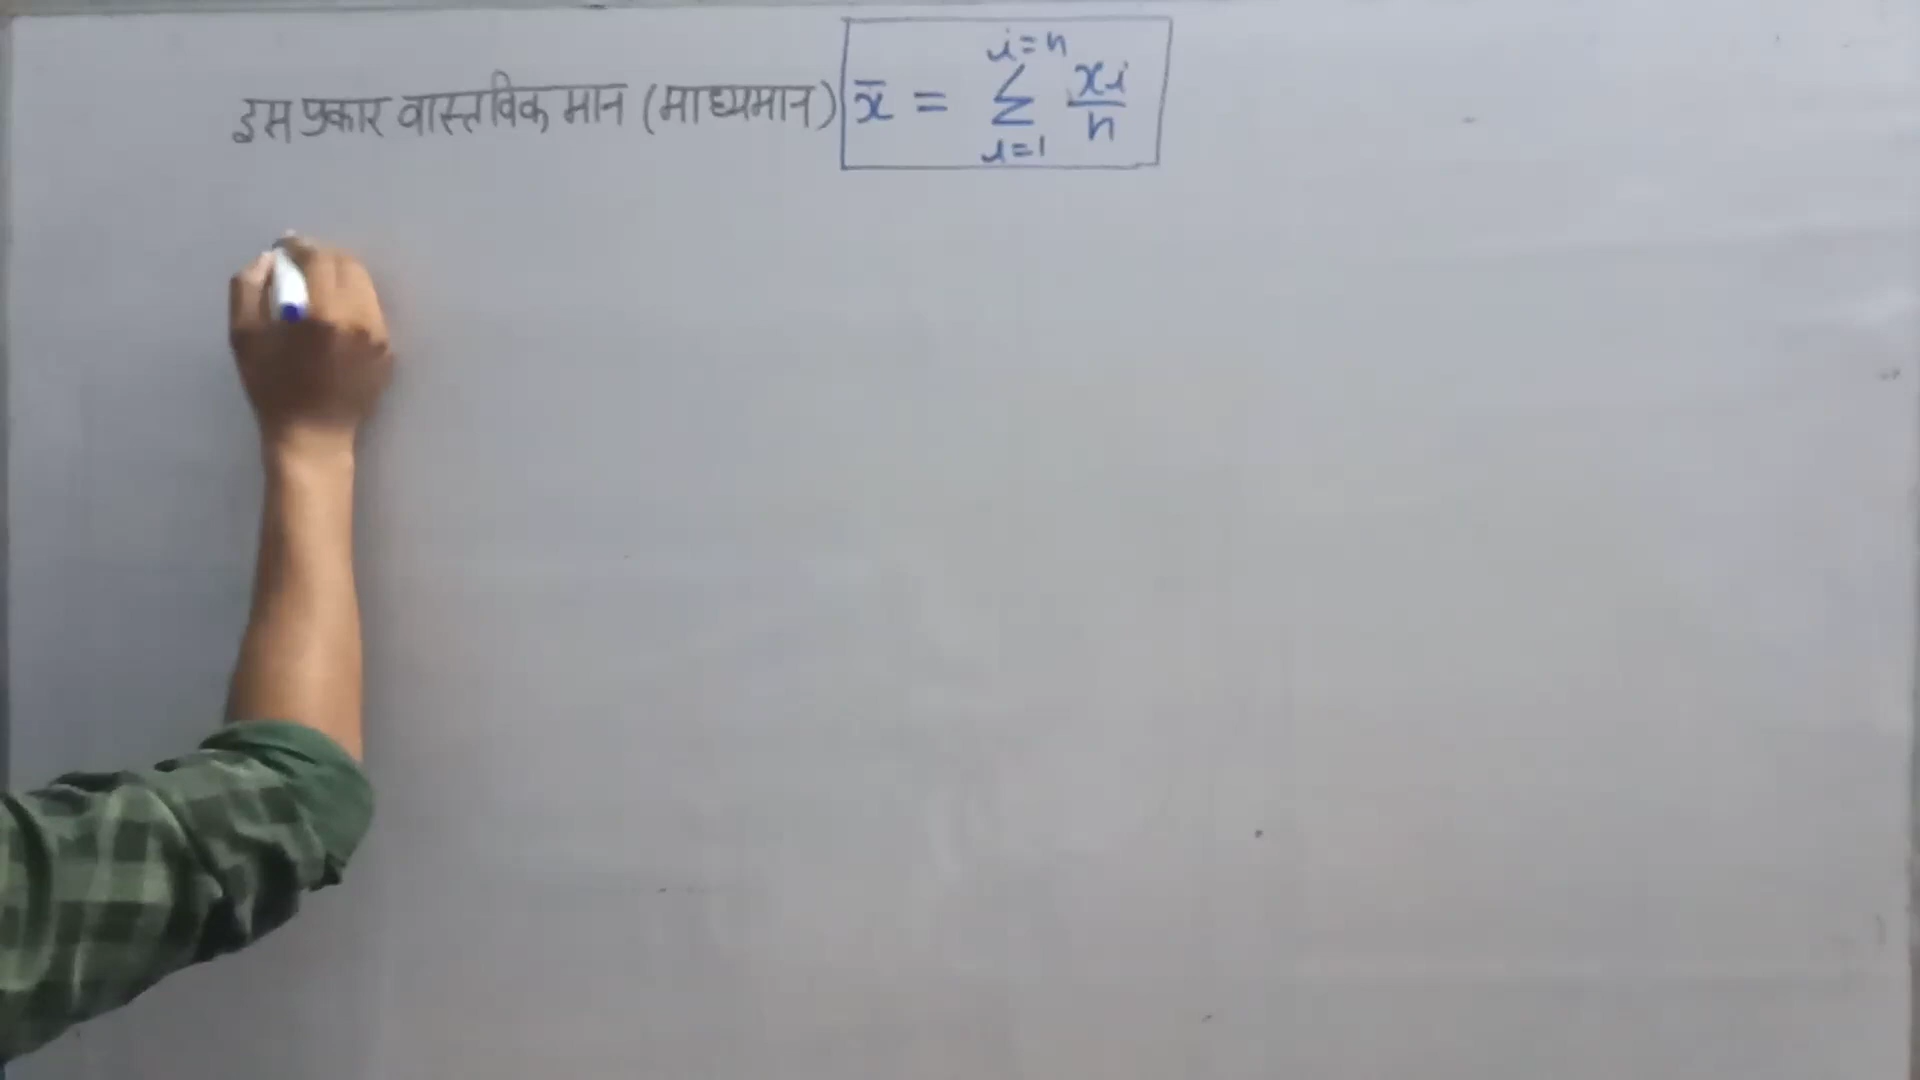 इस प्रकार वास्तविक मान (माध्यमान) x̄ = Σ_{i=1}^{i=n} xi/n